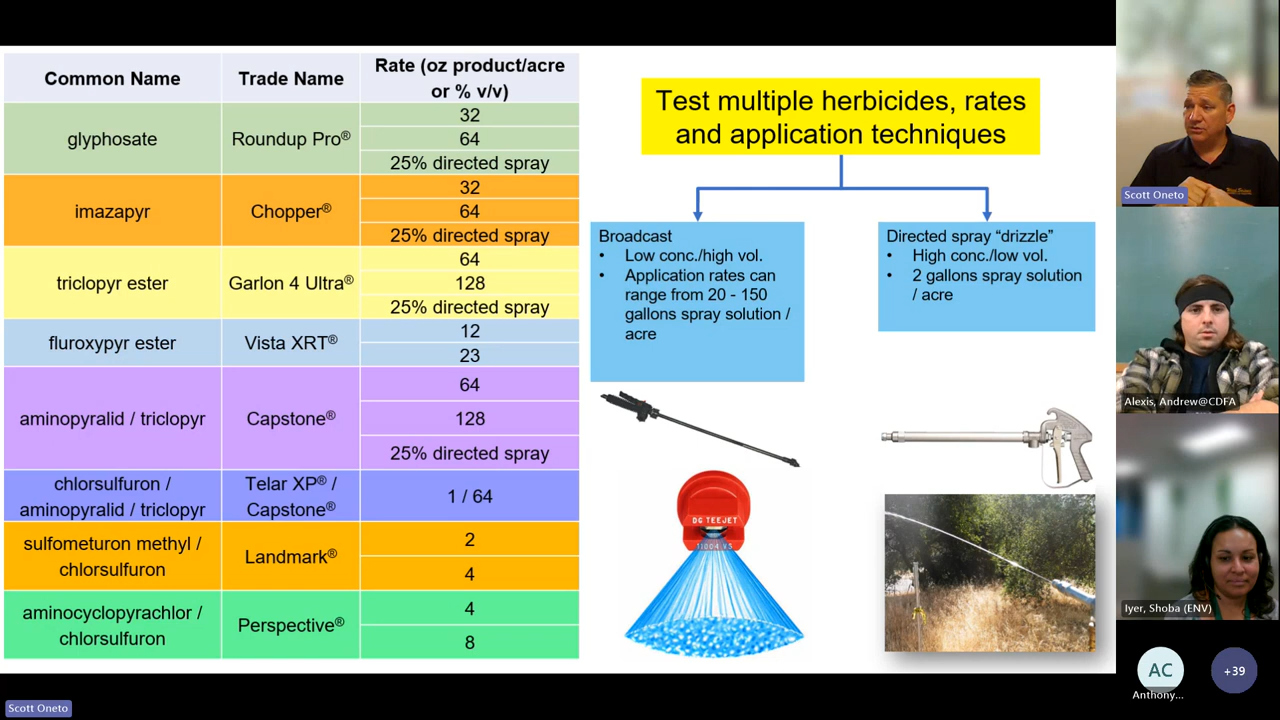 Common Name
Trade Name
Rate (oz product/acre
or % v/v)
glyphosate
Roundup Pro®
32
64
25% directed spray
imazapyr
Chopper®
32
64
25% directed spray
triclopyr ester
Garlon 4 Ultra®
64
128
25% directed spray
fluroxypyr ester
Vista XRT®
12
23
aminopyralid / triclopyr
Capstone®
64
128
25% directed spray
chlorsulfuron /
aminopyralid / triclopyr
Telar XP® /
Capstone®
1 / 64
sulfometuron methyl /
chlorsulfuron
Landmark®
2
4
aminocyclopyrachlor /
chlorsulfuron
Perspective®
4
8
Test multiple herbicides, rates
and application techniques
Broadcast
• Low conc./high vol.
• Application rates can
range from 20 - 150
gallons spray solution /
acre
Directed spray “drizzle”
• High conc./low vol.
• 2 gallons spray solution
/ acre
DG TEEJET
11004 VS
Scott Oneto
Alexis, Andrew@CDFA
Iyer, Shoba (ENV)
AC
Anthony...
+39
Scott Oneto